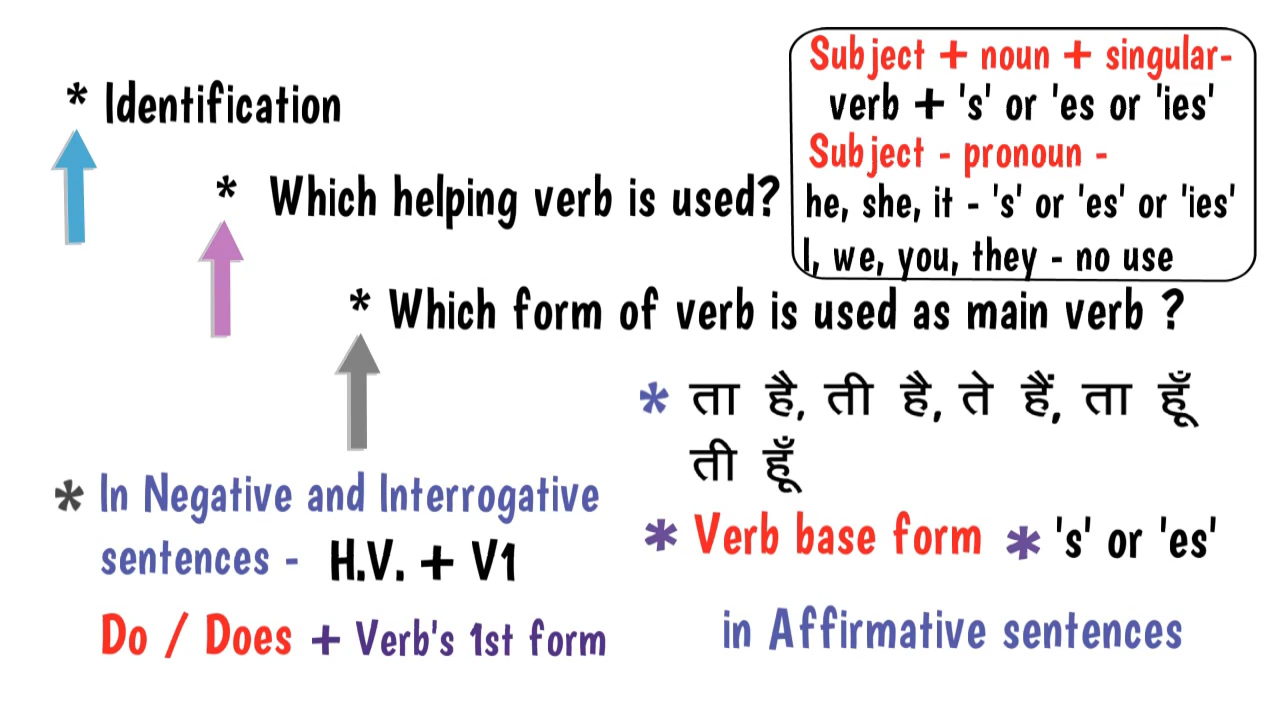 * Identification
* Which helping verb is used?
Subject + noun + singular-
verb + 's' or 'es or 'ies'
Subject - pronoun -
he, she, it - 's' or 'es' or 'ies'
I, we, you, they - no use
* Which form of verb is used as main verb ?
* ता है, ती है, ते हैं, ता हूँ
ती हूँ
* In Negative and Interrogative
sentences - H.V. + V1
Do / Does + Verb's 1st form
* Verb base form * 's' or 'es'
in Affirmative sentences